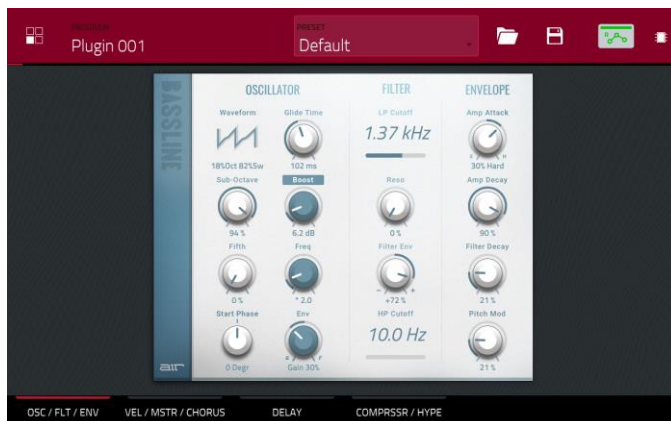 PROGRAM
Plugin 001
PRESET
Default
BASSLINE
OSCILLATOR
FILTER
ENVELOPE
Waveform
Glide Time
LP Cutoff
Amp Attack
1.37 kHz
18%Oct 82%Sw
102 ms
S H
30% Hard
Sub-Octave
Boost
Reso
Amp Decay
94 %
6.2 dB
0 %
90 %
Fifth
Freq
Filter Env
Filter Decay
0 %
* 2.0
- +
+72 %
21 %
Start Phase
Env
HP Cutoff
Pitch Mod
10.0 Hz
0 Degr
Gain 30%
21 %
air
OSC / FLT / ENV
VEL / MSTR / CHORUS
DELAY
COMPRSSR / HYPE